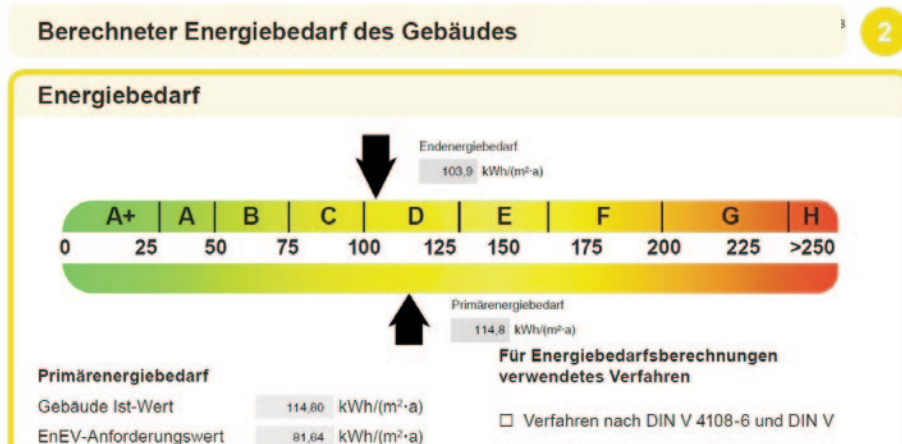 Berechneter Energiebedarf des Gebäudes
2
Energiebedarf
Endenergiebedarf
103,9 kWh/(m²·a)
A+ A B C D E F G H
0 25 50 75 100 125 150 175 200 225 >250
Primärenergiebedarf
114,8 kWh/(m²·a)
Primärenergiebedarf
Gebäude Ist-Wert 114,80 kWh/(m²·a)
EnEV-Anforderungswert 81,64 kWh/(m²·a)
Für Energiebedarfsberechnungen
verwendetes Verfahren
☐ Verfahren nach DIN V 4108-6 und DIN V